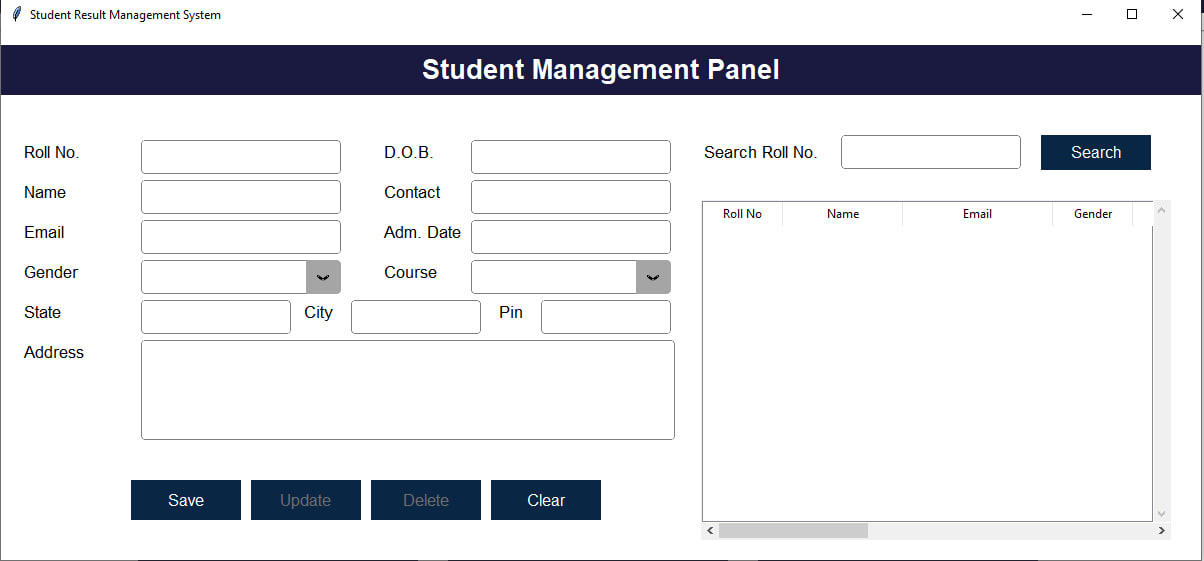 Student Result Management System
Student Management Panel
Roll No.
D.O.B.
Search Roll No.
Search
Name
Contact
Email
Adm. Date
Gender
Course
State
City
Pin
Address
Roll No
Name
Email
Gender
Save
Update
Delete
Clear